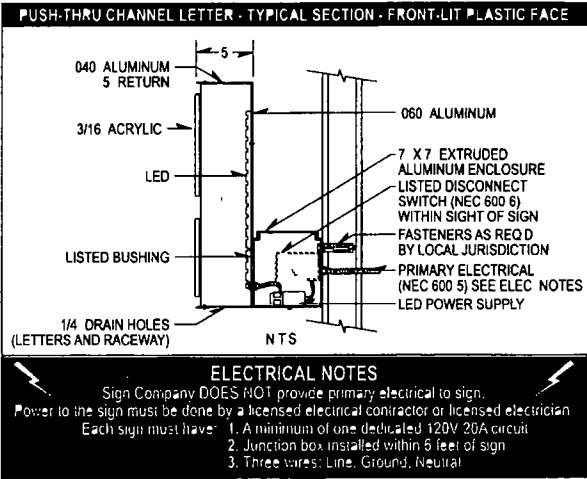 PUSH-THRU CHANNEL LETTER - TYPICAL SECTION - FRONT-LIT PLASTIC FACE
5
040 ALUMINUM
5 RETURN
3/16 ACRYLIC
LED
LISTED BUSHING
1/4 DRAIN HOLES
(LETTERS AND RACEWAY)
060 ALUMINUM
7 X 7 EXTRUDED
ALUMINUM ENCLOSURE
LISTED DISCONNECT
SWITCH (NEC 600 6)
WITHIN SIGHT OF SIGN
FASTENERS AS REQ D
BY LOCAL JURISDICTION
PRIMARY ELECTRICAL
(NEC 600 5) SEE ELEC NOTES
LED POWER SUPPLY
N T S
ELECTRICAL NOTES
Sign Company DOES NOT provide primary electrical to sign.
Power to the sign must be done by a licensed electrical contractor or licensed electrician
Each sign must have: 1. A minimum of one dedicated 120V 20A circuit
2. Junction box installed within 6 feet of sign
3. Three wires: Line, Ground, Neutral